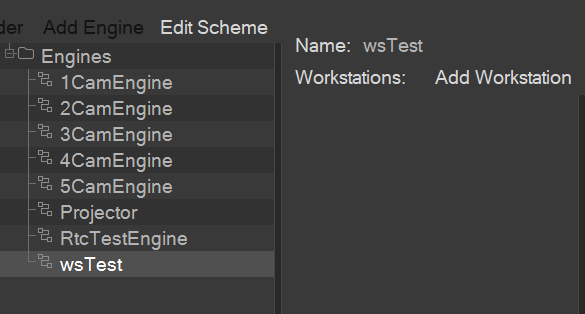 der Add Engine Edit Scheme
Engines
1CamEngine
2CamEngine
3CamEngine
4CamEngine
5CamEngine
Projector
RtcTestEngine
wsTest
Name: wsTest
Workstations: Add Workstation